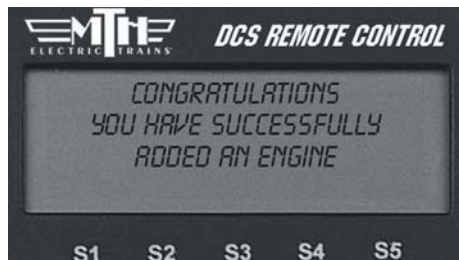 MTH
ELECTRIC TRAINS
DCS REMOTE CONTROL
CONGRATULATIONS
YOU HAVE SUCCESSFULLY
ADDED AN ENGINE
S1 S2 S3 S4 S5